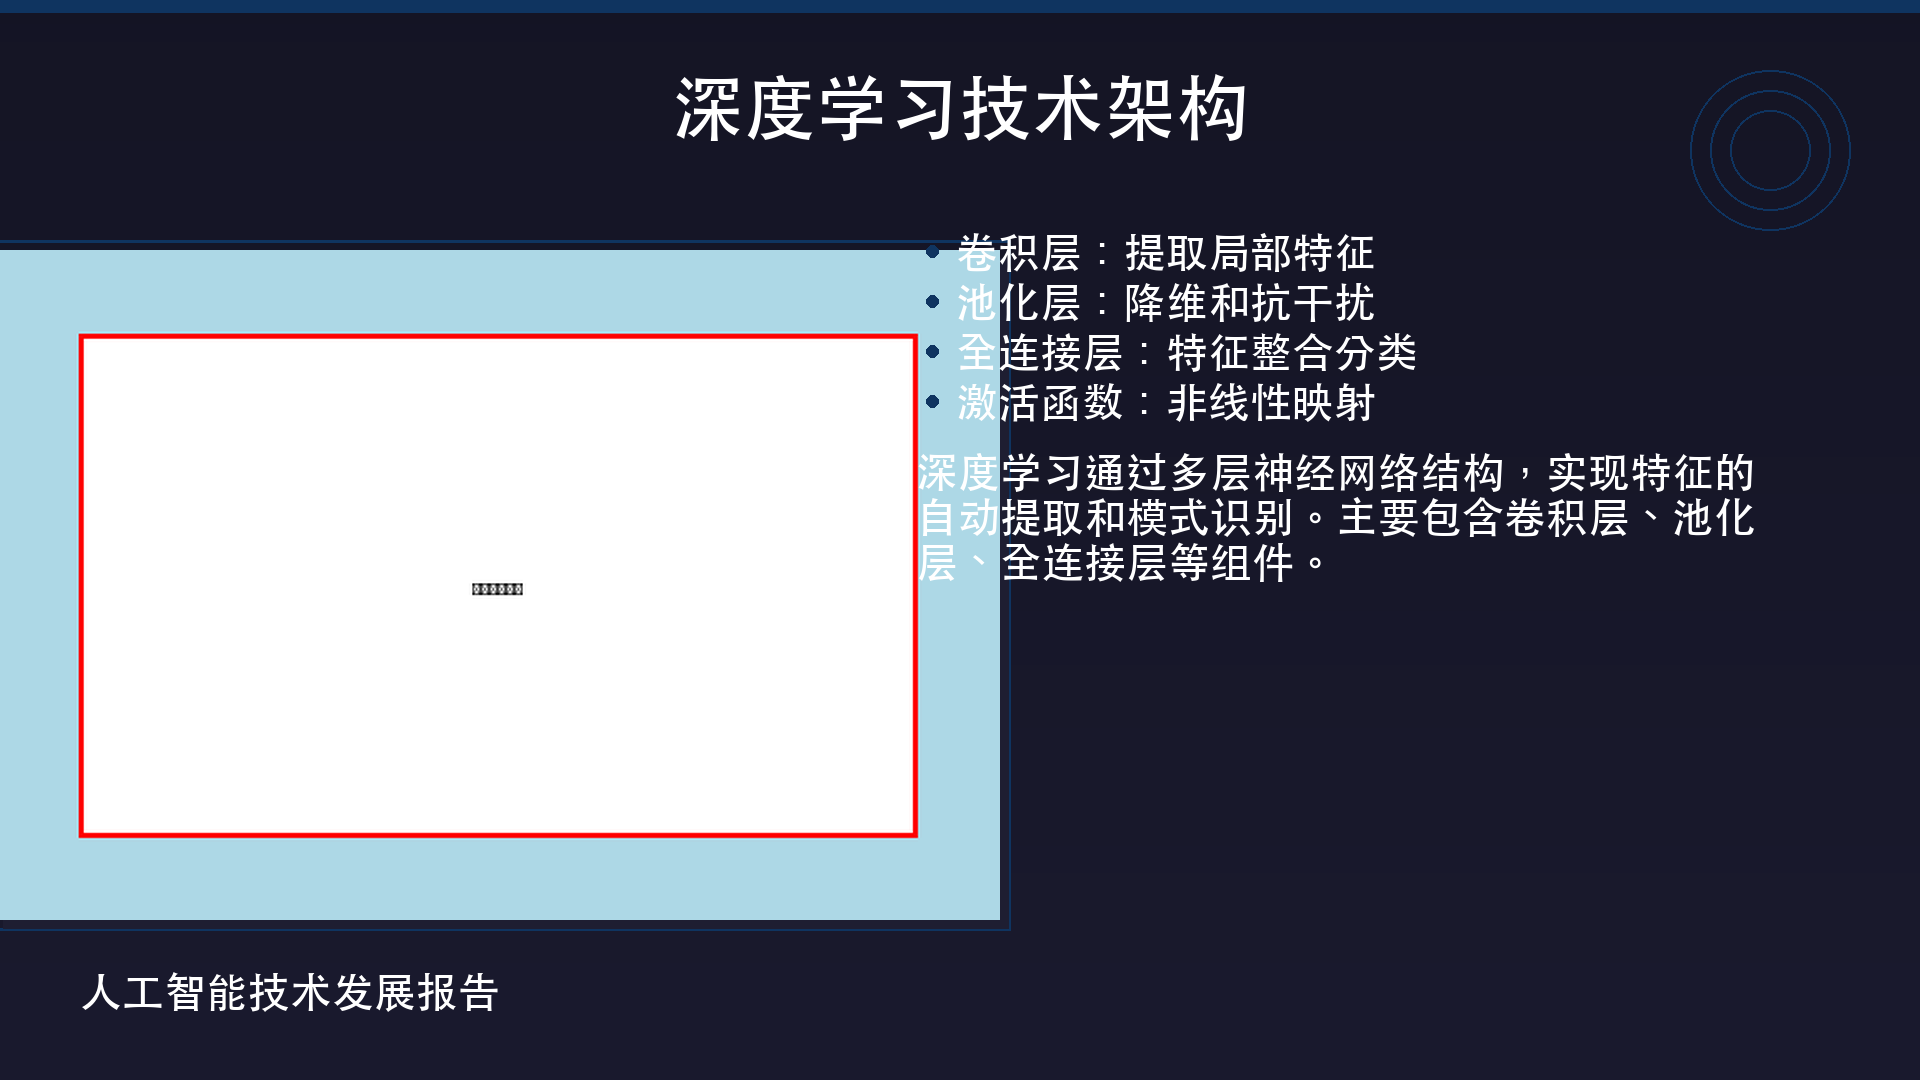 深度学习技术架构
• 卷积层：提取局部特征
• 池化层：降维和抗干扰
• 全连接层：特征整合分类
• 激活函数：非线性映射
深度学习通过多层神经网络结构，实现特征的
自动提取和模式识别。主要包含卷积层、池化
层、全连接层等组件。
人工智能技术发展报告